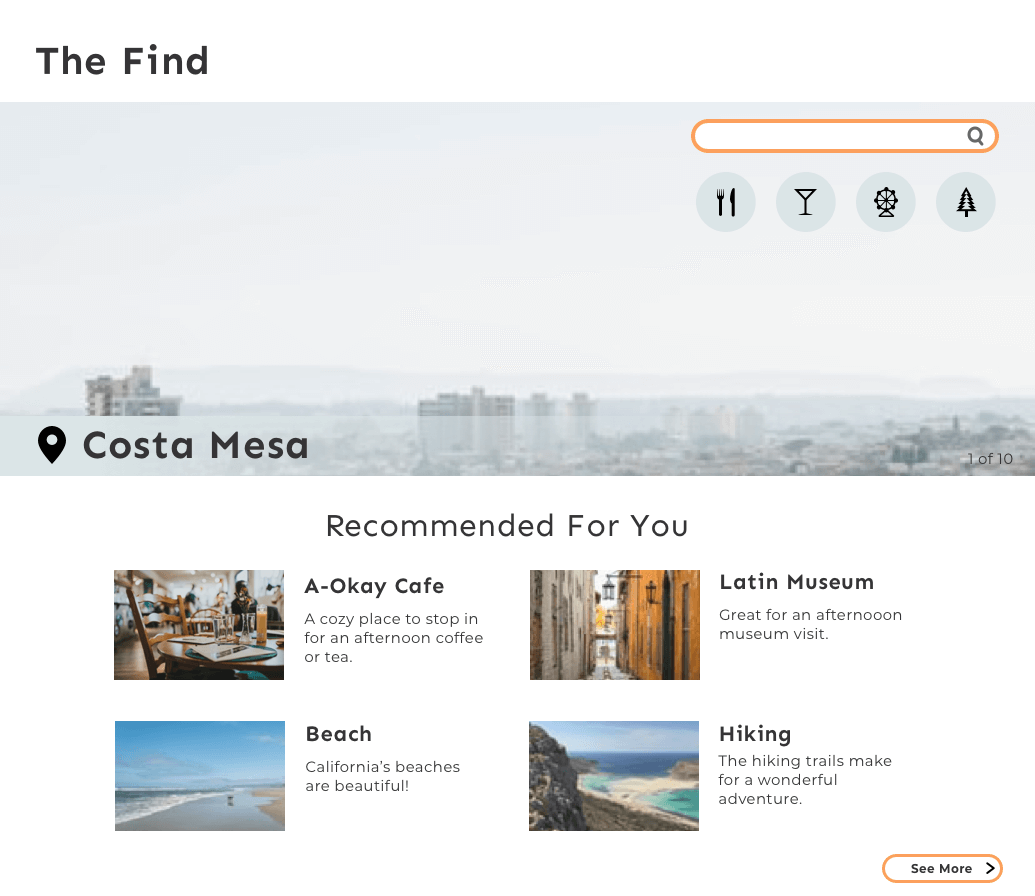 The Find
Costa Mesa
1 of 10
Recommended For You
A-Okay Cafe
A cozy place to stop in
for an afternoon coffee
or tea.
Latin Museum
Great for an afternooon
museum visit.
Beach
California’s beaches
are beautiful!
Hiking
The hiking trails make
for a wonderful
adventure.
See More